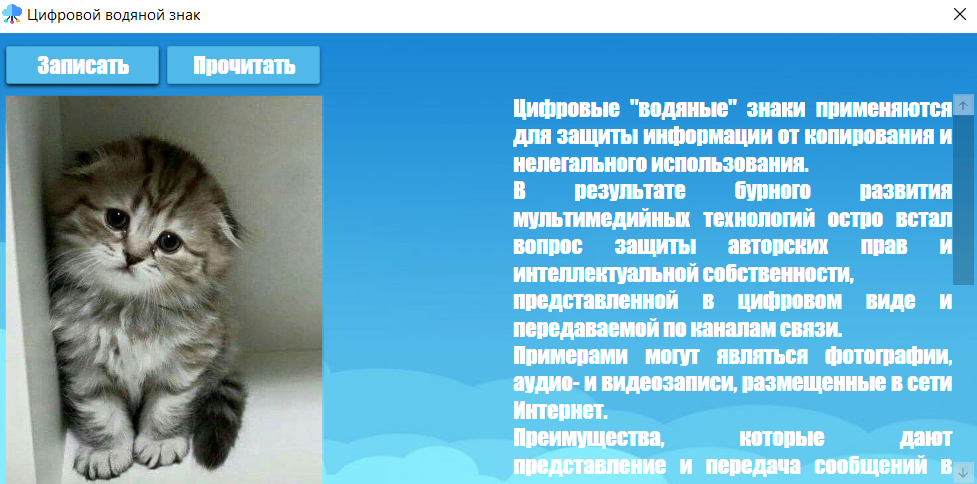 Цифровой водяной знак
Записать Прочитать
Цифровые "водяные" знаки применяются
для защиты информации от копирования и
нелегального использования.
В результате бурного развития
мультимедийных технологий остро встал
вопрос защиты авторских прав и
интеллектуальной собственности,
представленной в цифровом виде и
передаваемой по каналам связи.
Примерами могут являться фотографии,
аудио- и видеозаписи, размещенные в сети
Интернет.
Преимущества, которые дают
представление и передача сообщений в